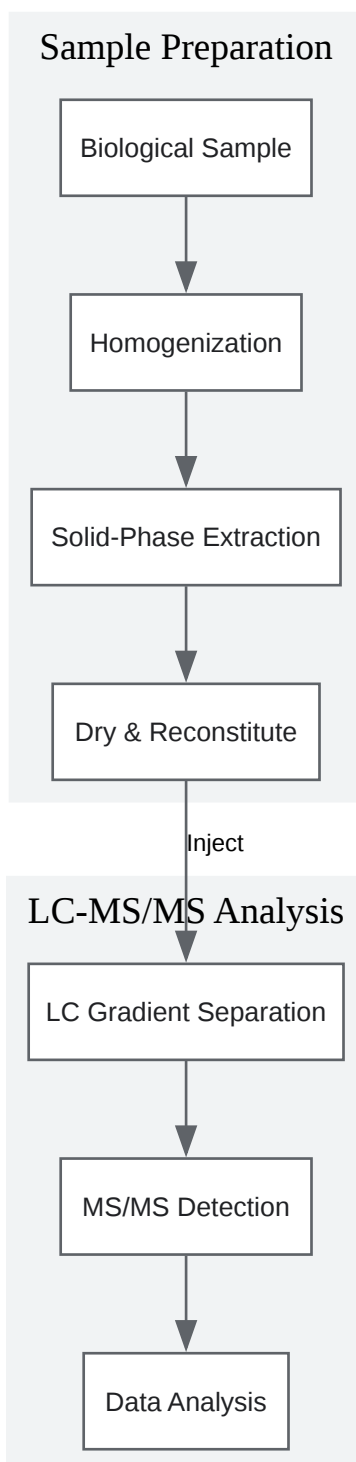 Sample Preparation
Biological Sample
Homogenization
Solid-Phase Extraction
Dry & Reconstitute
Inject
LC-MS/MS Analysis
LC Gradient Separation
MS/MS Detection
Data Analysis